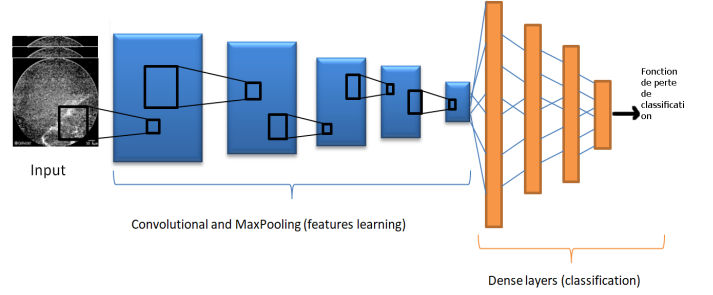 Fonction
de perte
de
classificati
on
Input
Convolutional and MaxPooling (features learning)
Dense layers (classification)